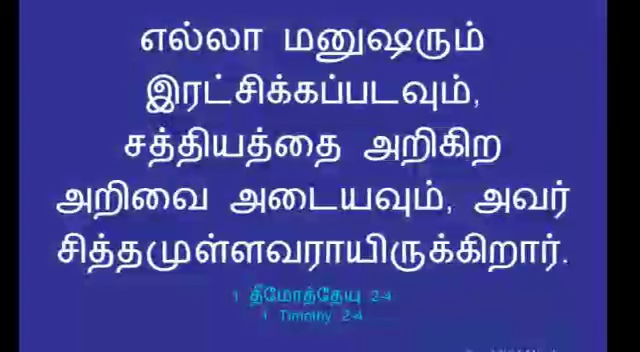 எல்லா மனுஷரும்
இரட்சிக்கப்படவும்,
சத்தியத்தை அறிகிற
அறிவை அடையவும், அவர்
சித்தமுள்ளவராயிருக்கிறார்.
1 தீமோத்தேயு 2-4
1 Timothy 2-4